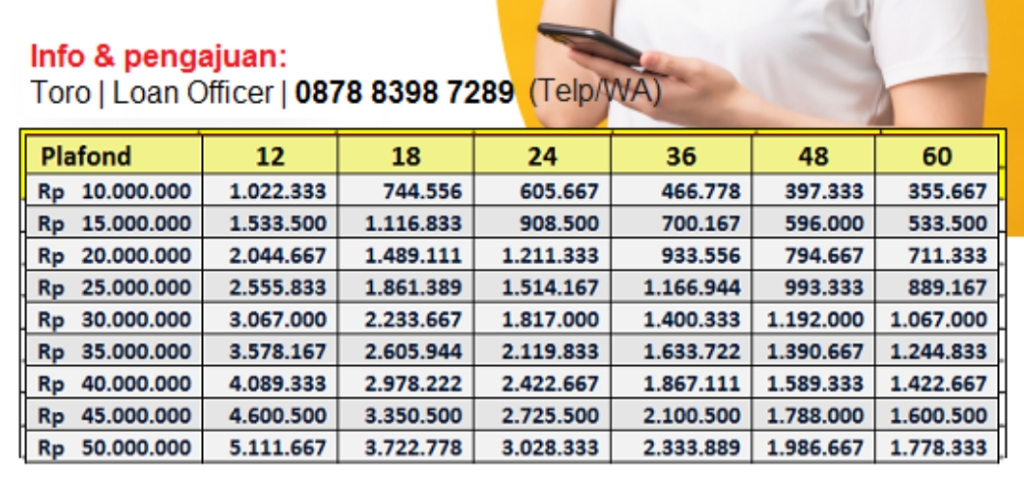 Info & pengajuan:
Toro | Loan Officer | 0878 8398 7289 (Telp/WA)
Plafond 12 18 24 36 48 60
Rp 10.000.000 1.022.333 744.556 605.667 466.778 397.333 355.667
Rp 15.000.000 1.533.500 1.116.833 908.500 700.167 596.000 533.500
Rp 20.000.000 2.044.667 1.489.111 1.211.333 933.556 794.667 711.333
Rp 25.000.000 2.555.833 1.861.389 1.514.167 1.166.944 993.333 889.167
Rp 30.000.000 3.067.000 2.233.667 1.817.000 1.400.333 1.192.000 1.067.000
Rp 35.000.000 3.578.167 2.605.944 2.119.833 1.633.722 1.390.667 1.244.833
Rp 40.000.000 4.089.333 2.978.222 2.422.667 1.867.111 1.589.333 1.422.667
Rp 45.000.000 4.600.500 3.350.500 2.725.500 2.100.500 1.788.000 1.600.500
Rp 50.000.000 5.111.667 3.722.778 3.028.333 2.333.889 1.986.667 1.778.333